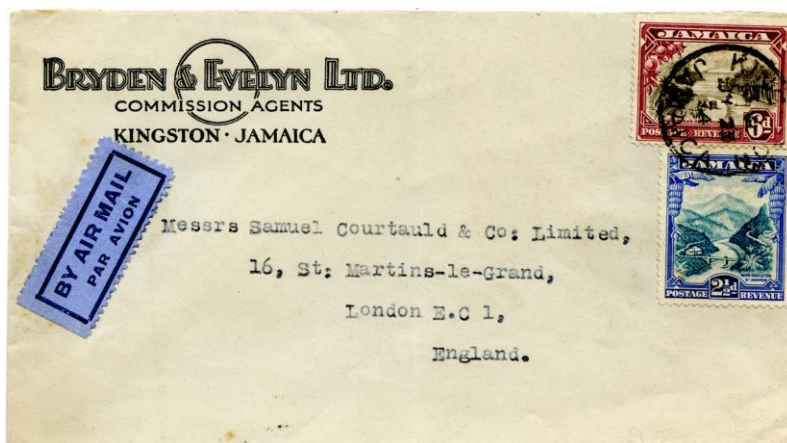 BRYDEN & EVELYN LTD.
COMMISSION AGENTS
KINGSTON · JAMAICA
BY AIR MAIL
PAR AVION
Messrs Samuel Courtauld & Co: Limited,
16, St: Martins-le-Grand,
London E.C 1,
England.
JAMAICA
POSTAGE & REVENUE 6d
JAMAICA
POSTAGE 2½d REVENUE